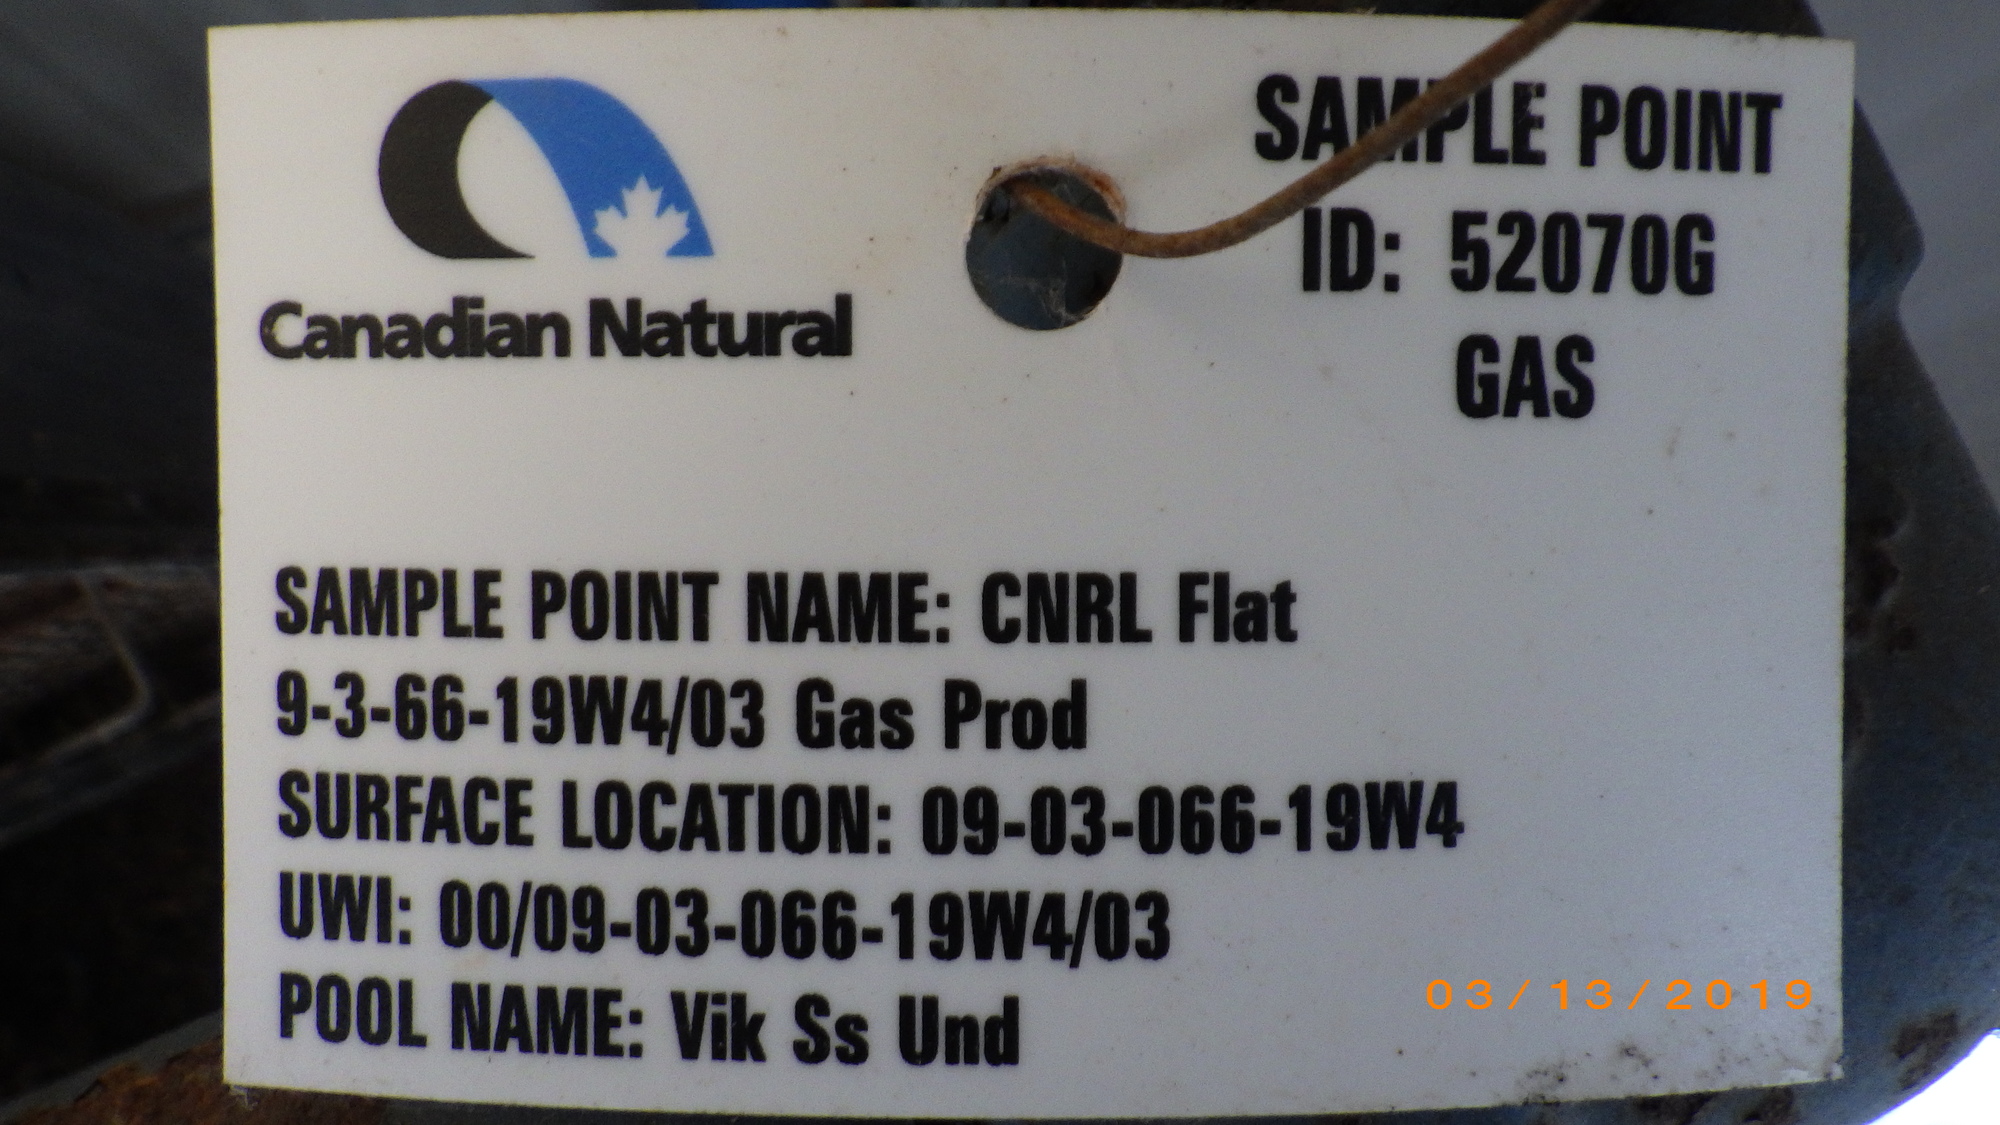 Canadian Natural
SAMPLE POINT
ID: 52070G
GAS
SAMPLE POINT NAME: CNRL Flat
9-3-66-19W4/03 Gas Prod
SURFACE LOCATION: 09-03-066-19W4
UWI: 00/09-03-066-19W4/03
POOL NAME: Vik Ss Und
03/13/2019